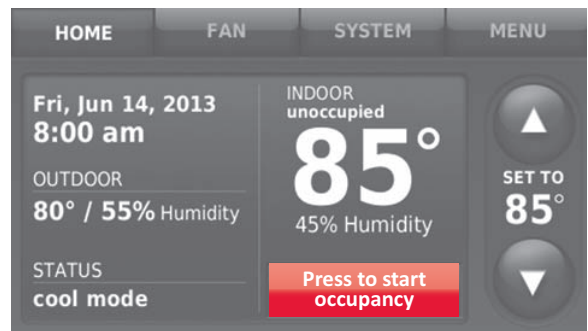 HOME FAN SYSTEM MENU
Fri, Jun 14, 2013
8:00 am
OUTDOOR
80° / 55% Humidity
STATUS
cool mode
INDOOR
unoccupied
85°
45% Humidity
Press to start
occupancy
SET TO
85°